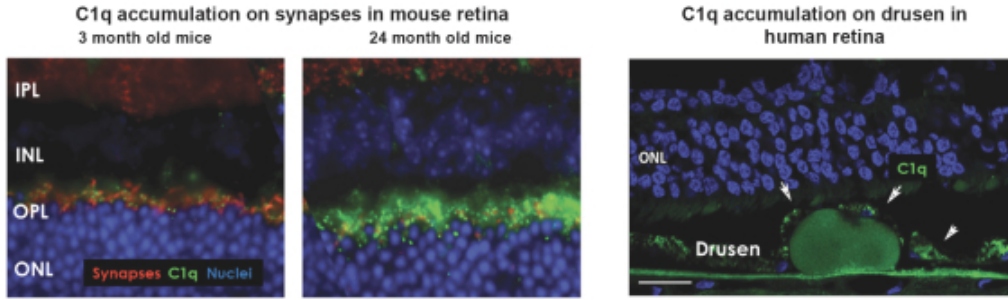 C1q accumulation on synapses in mouse retina
3 month old mice
24 month old mice
IPL
INL
OPL
ONL
Synapses C1q Nuclei
C1q accumulation on drusen in
human retina
ONL
C1q
Drusen